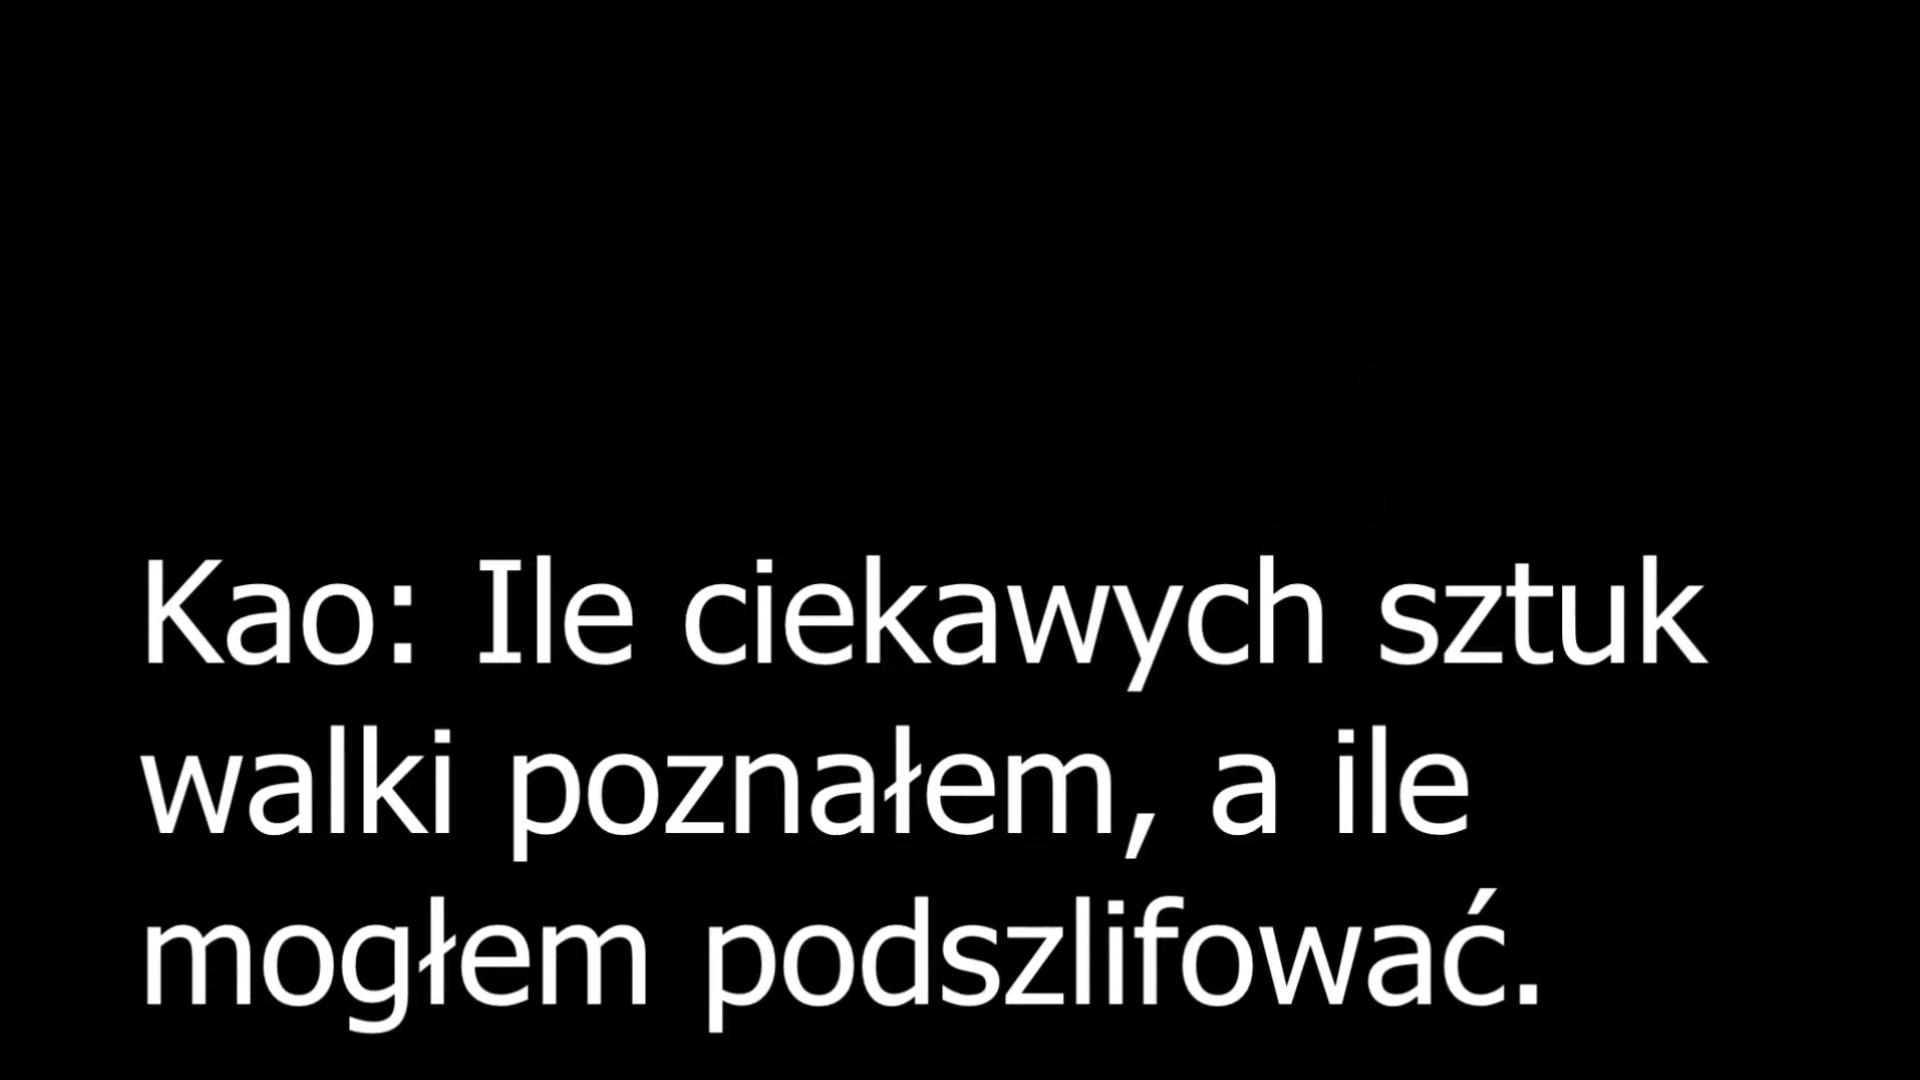 Kao: Ile ciekawych sztuk
walki poznałem, a ile
mogłem podszlifować.